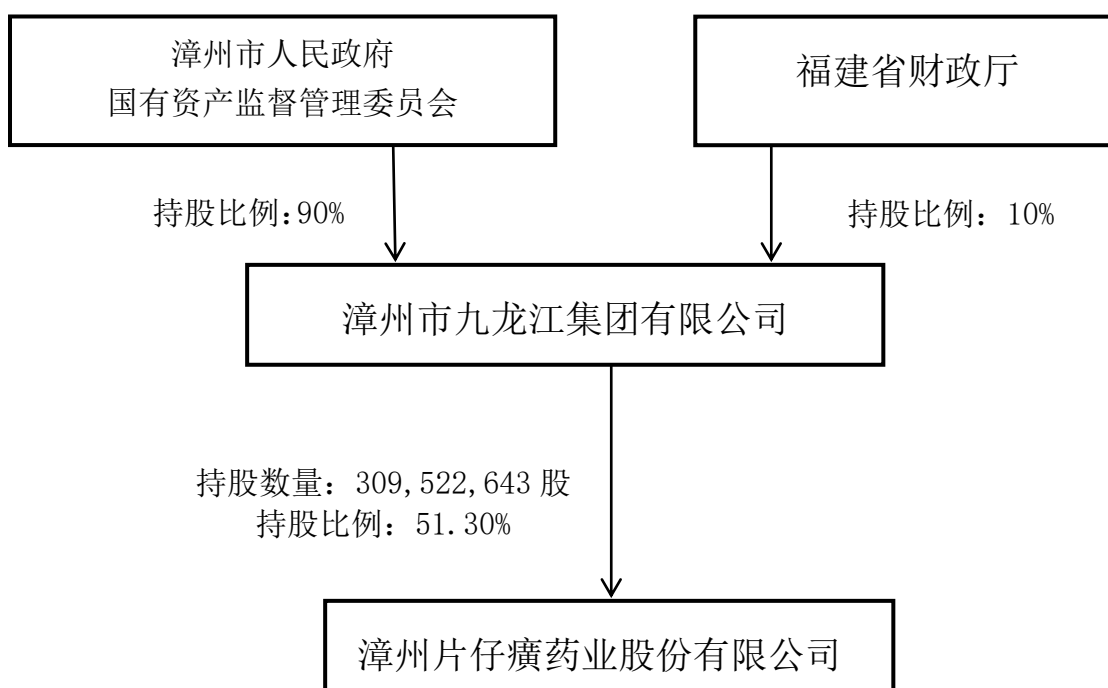 漳州市人民政府
国有资产监督管理委员会
福建省财政厅
持股比例:90%
持股比例：10%
漳州市九龙江集团有限公司
持股数量：309,522,643 股
持股比例：51.30%
漳州片仔癀药业股份有限公司